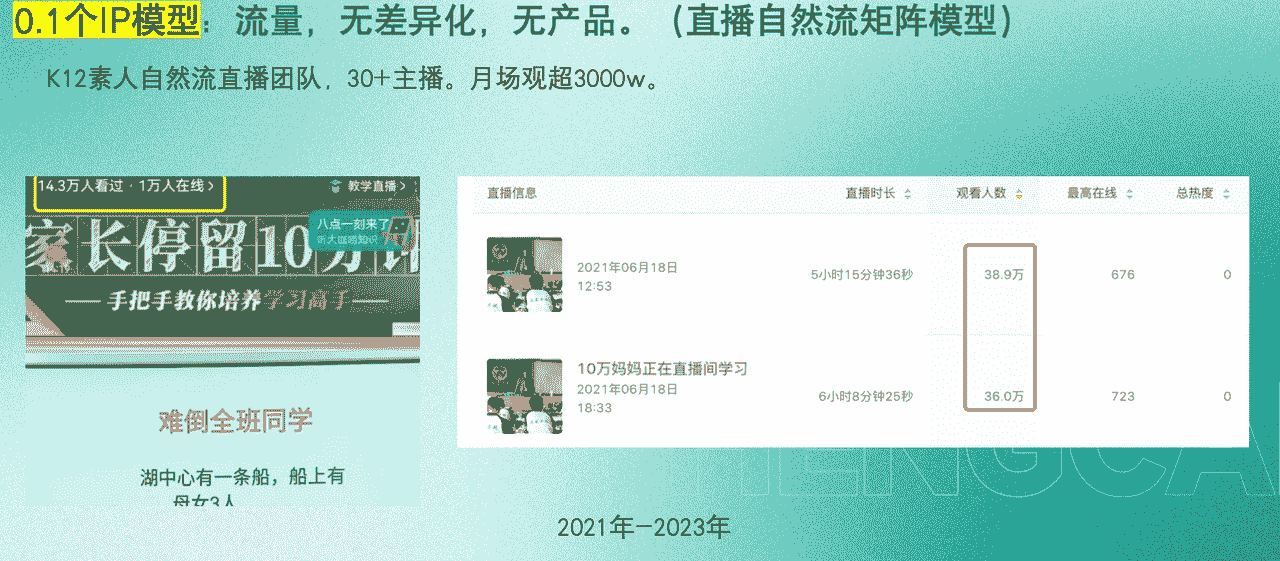 0.1个IP模型：流量，无差异化，无产品。（直播自然流矩阵模型）
K12素人自然流直播团队，30+主播。月场观超3000w。
14.3万人看过 · 1万人在线 >
教学直播 >
八点一刻来了
家长停留10分钟
手把手教你培养学习高手
难倒全班同学
湖中心有一条船，船上有
母女3人
直播信息 直播时长 观看人数 最高在线 总热度
2021年06月18日
12:53
5小时15分钟36秒 38.9万 676 0
10万妈妈正在直播间学习
2021年06月18日
18:33
6小时8分钟25秒 36.0万 723 0
2021年-2023年